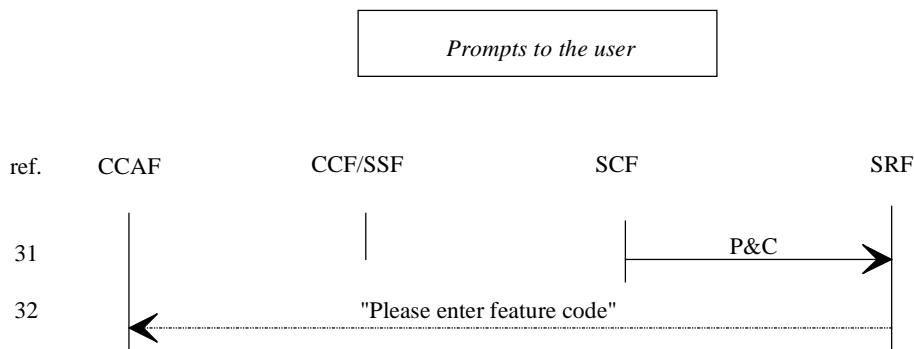 Prompts to the user
ref. CCAF CCF/SSF SCF SRF
31 P&C
32 "Please enter feature code"